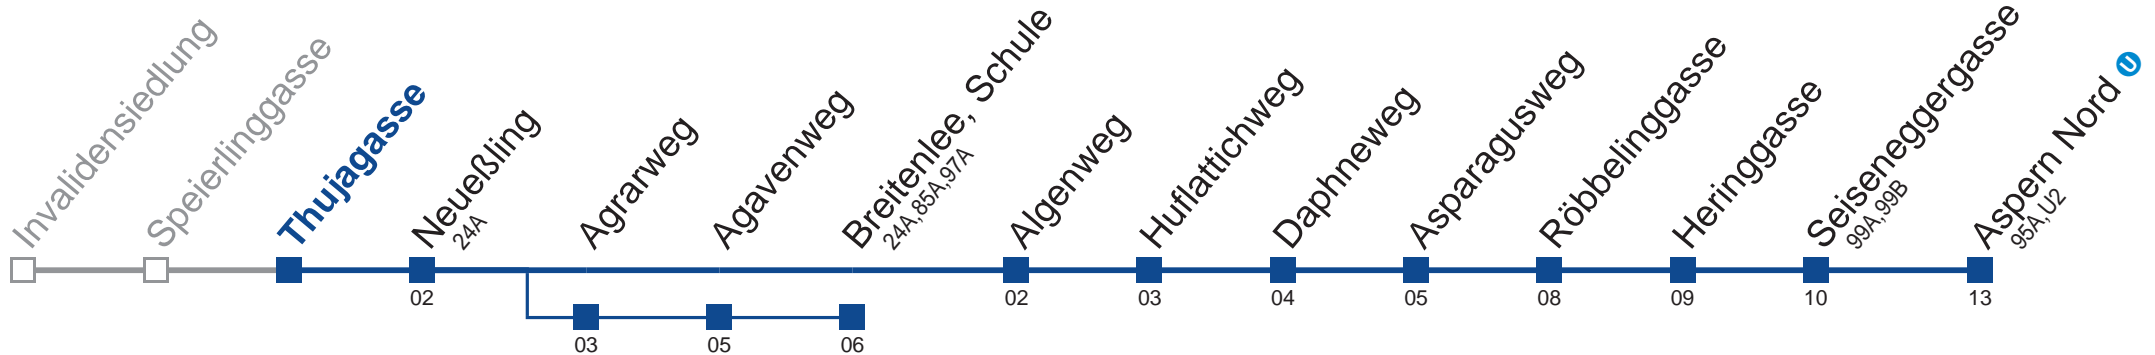 Invalidensiedlung
Speierlinggasse
Thujagasse
Neueßling
24A
Agrarweg
Agavenweg
Breitenlee, Schule
24A,85A,97A
Algenweg
Huflattichweg
Daphneweg
Asparagusweg
Röbbelinggasse
Heringgasse
Seiseneggergasse
99A,99B
Aspern Nord U
95A,U2
02
02
03
04
05
08
09
10
13
03
05
06